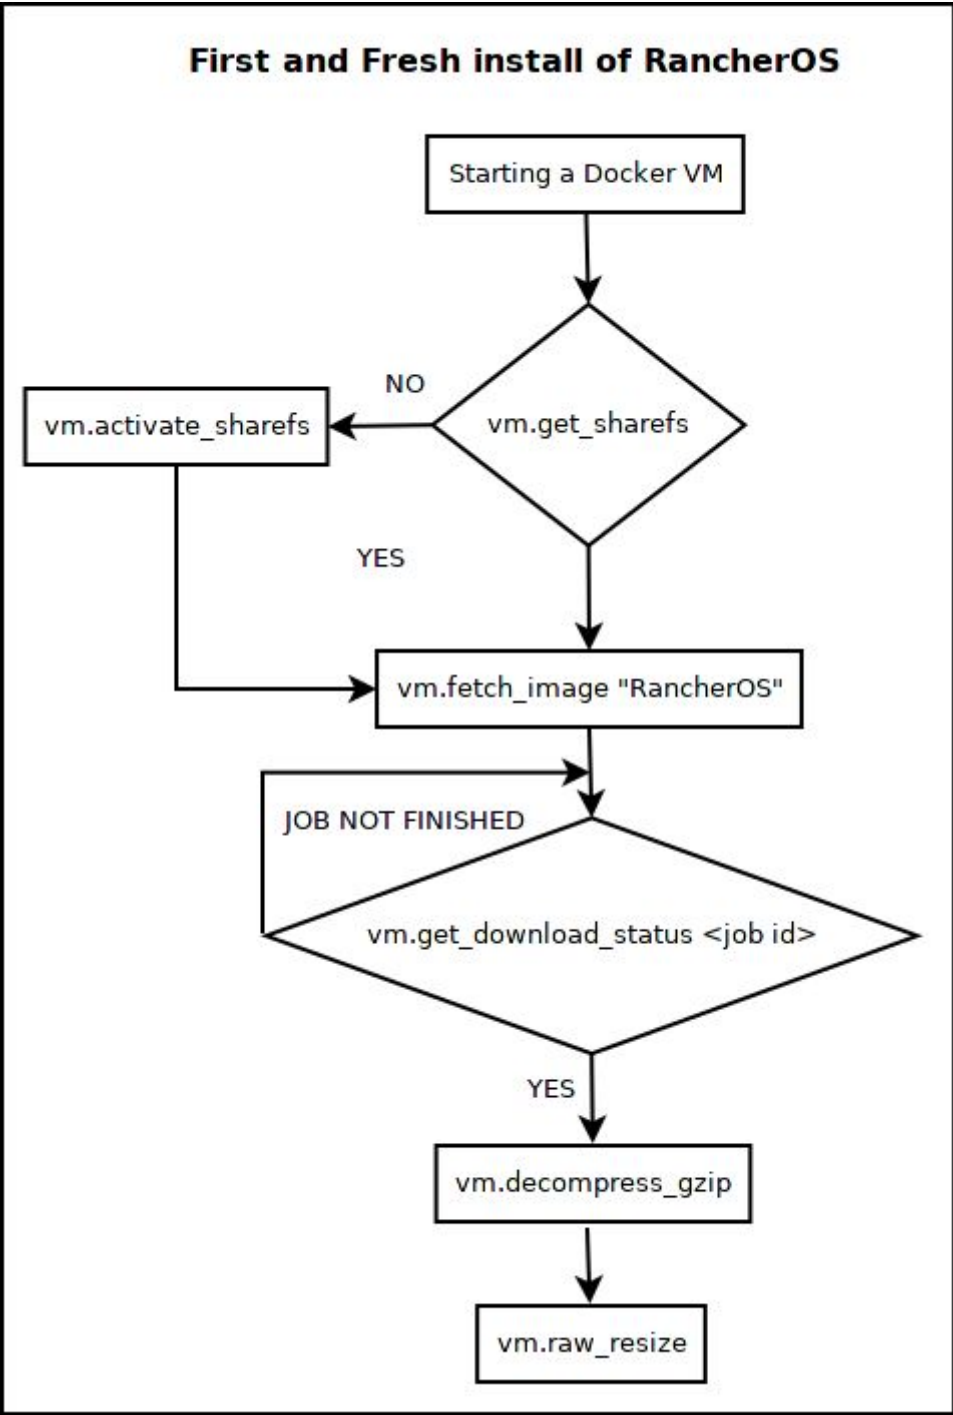 First and Fresh install of RancherOS
Starting a Docker VM
NO
vm.get_sharefs
vm.activate_sharefs
YES
vm.fetch_image "RancherOS"
JOB NOT FINISHED
vm.get_download_status <job id>
YES
vm.decompress_gzip
vm.raw_resize